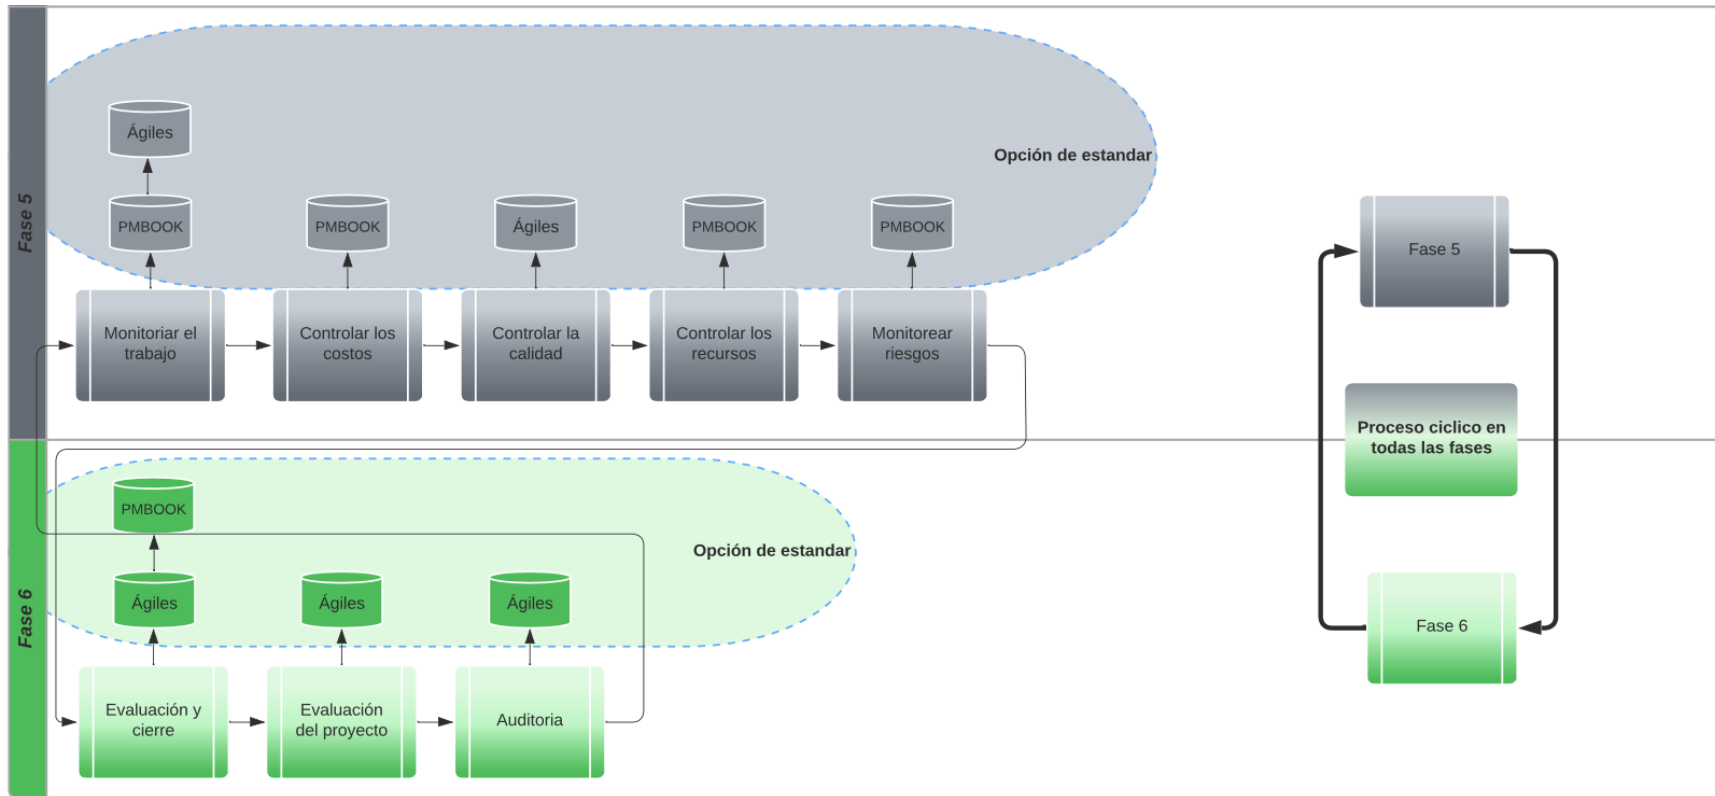 Fase 5
Ágiles
Opción de estandar
PMBOOK
PMBOOK
Ágiles
PMBOOK
PMBOOK
Monitoriar el
trabajo
Controlar los
costos
Controlar la
calidad
Controlar los
recursos
Monitorear
riesgos
Fase 5
Proceso ciclico en
todas las fases
Fase 6
Fase 6
PMBOOK
Opción de estandar
Ágiles
Ágiles
Ágiles
Evaluación y
cierre
Evaluación
del proyecto
Auditoria